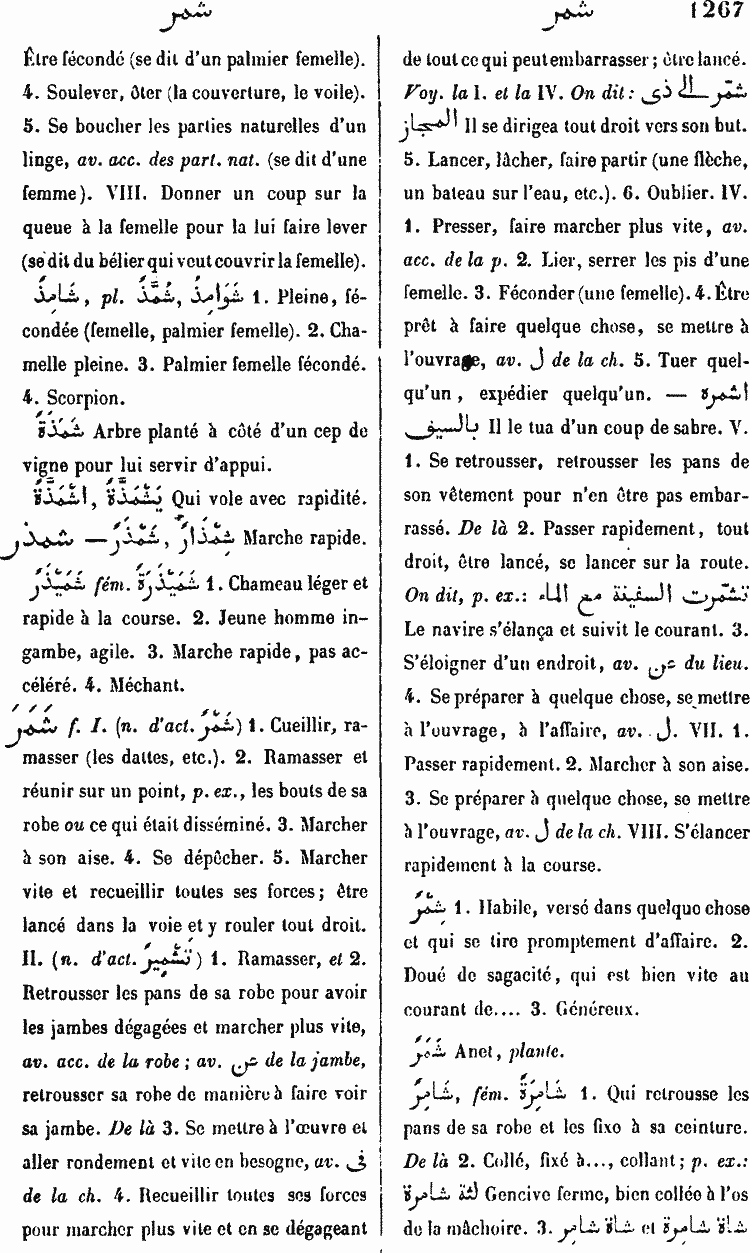 شمر
شمر
1267
Être fécondé (se dit d'un palmier femelle).
4. Soulever, ôter (la couverture, le voile).
5. Se boucher les parties naturelles d'un
linge, av. acc. des part. nat. (se dit d'une
femme). VIII. Donner un coup sur la
queue à la femelle pour la lui faire lever
(se dit du bélier qui veut couvrir la femelle).
شَامِذٌ, pl. شُمَّذٌ, شَوَامِذُ 1. Pleine, fé-
condée (femelle, palmier femelle). 2. Cha-
melle pleine. 3. Palmier femelle fécondé.
4. Scorpion.
شَمَذَةٌ Arbre planté à côté d'un cep de
vigne pour lui servir d'appui.
Qui vole avec rapidité.
شمذر — Marche rapide.
fém. 1. Chameau léger et
rapide à la course. 2. Jeune homme in-
gambe, agile. 3. Marche rapide, pas ac-
céléré. 4. Méchant.
شَمَرَ f. I. (n. d'act. شَمْرٌ) 1. Cueillir, ra-
masser (les dattes, etc.). 2. Ramasser et
réunir sur un point, p. ex., les bouts de sa
robe ou ce qui était disséminé. 3. Marcher
à son aise. 4. Se dépêcher. 5. Marcher
vite et recueillir toutes ses forces; être
lancé dans la voie et y rouler tout droit.
II. (n. d'act. تَشْمِيرٌ) 1. Ramasser, et 2.
Retrousser les pans de sa robe pour avoir
les jambes dégagées et marcher plus vite,
av. acc. de la robe; av. عن de la jambe,
retrousser sa robe de manière à faire voir
sa jambe. De là 3. Se mettre à l'œuvre et
aller rondement et vite en besogne, av. فى
de la ch. 4. Recueillir toutes ses forces
pour marcher plus vite et en se dégageant
de tout ce qui peut embarrasser; être lancé.
Voy. la I. et la IV. On dit: شمّر الى ذى
المجاز Il se dirigea tout droit vers son but.
5. Lancer, lâcher, faire partir (une flèche,
un bateau sur l'eau, etc.). 6. Oublier. IV.
1. Presser, faire marcher plus vite, av.
acc. de la p. 2. Lier, serrer les pis d'une
femelle. 3. Féconder (une femelle). 4. Être
prêt à faire quelque chose, se mettre à
l'ouvrage, av. ل de la ch. 5. Tuer quel-
qu'un, expédier quelqu'un. — اشمره
بالسيف Il le tua d'un coup de sabre. V.
1. Se retrousser, retrousser les pans de
son vêtement pour n'en être pas embar-
rassé. De là 2. Passer rapidement, tout
droit, être lancé, se lancer sur la route.
On dit, p. ex.: تشمّرت السفينة مع الماء
Le navire s'élança et suivit le courant. 3.
S'éloigner d'un endroit, av. عن du lieu.
4. Se préparer à quelque chose, se mettre
à l'ouvrage, à l'affaire, av. ل. VII. 1.
Passer rapidement. 2. Marcher à son aise.
3. Se préparer à quelque chose, se mettre
à l'ouvrage, av. ل de la ch. VIII. S'élancer
rapidement à la course.
شَمْرٌ 1. Habile, versé dans quelque chose
et qui se tire promptement d'affaire. 2.
Doué de sagacité, qui est bien vite au
courant de.... 3. Généreux.
شَمَرٌ Anet, plante.
شَامِرٌ, fém. شَامِرَةٌ 1. Qui retrousse les
pans de sa robe et les fixe à sa ceinture.
De là 2. Collé, fixé à..., collant; p. ex.:
لثة شامرة Gencive ferme, bien collée à l'os
de la mâchoire. 3. شاة شامر et شاة شامرة